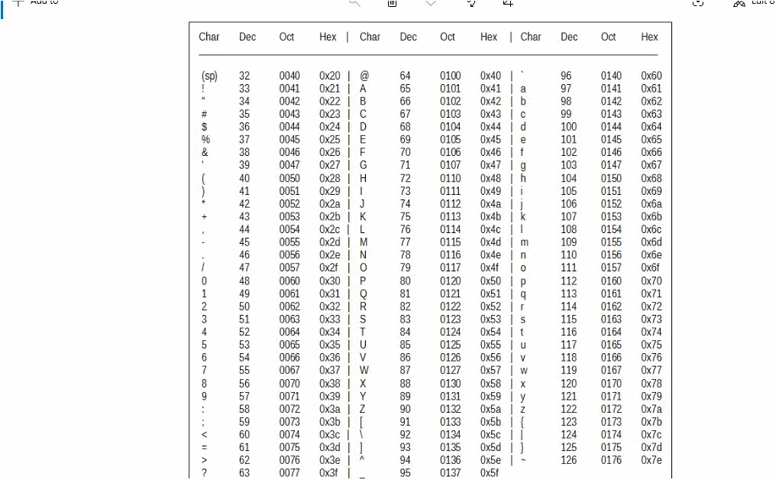 Add to
Edit o
Char Dec Oct Hex | Char Dec Oct Hex | Char Dec Oct Hex
(sp) 32 0040 0x20 | @ 64 0100 0x40 | ` 96 0140 0x60
! 33 0041 0x21 | A 65 0101 0x41 | a 97 0141 0x61
" 34 0042 0x22 | B 66 0102 0x42 | b 98 0142 0x62
# 35 0043 0x23 | C 67 0103 0x43 | c 99 0143 0x63
$ 36 0044 0x24 | D 68 0104 0x44 | d 100 0144 0x64
% 37 0045 0x25 | E 69 0105 0x45 | e 101 0145 0x65
& 38 0046 0x26 | F 70 0106 0x46 | f 102 0146 0x66
' 39 0047 0x27 | G 71 0107 0x47 | g 103 0147 0x67
( 40 0050 0x28 | H 72 0110 0x48 | h 104 0150 0x68
) 41 0051 0x29 | I 73 0111 0x49 | i 105 0151 0x69
* 42 0052 0x2a | J 74 0112 0x4a | j 106 0152 0x6a
+ 43 0053 0x2b | K 75 0113 0x4b | k 107 0153 0x6b
, 44 0054 0x2c | L 76 0114 0x4c | l 108 0154 0x6c
- 45 0055 0x2d | M 77 0115 0x4d | m 109 0155 0x6d
. 46 0056 0x2e | N 78 0116 0x4e | n 110 0156 0x6e
/ 47 0057 0x2f | O 79 0117 0x4f | o 111 0157 0x6f
0 48 0060 0x30 | P 80 0120 0x50 | p 112 0160 0x70
1 49 0061 0x31 | Q 81 0121 0x51 | q 113 0161 0x71
2 50 0062 0x32 | R 82 0122 0x52 | r 114 0162 0x72
3 51 0063 0x33 | S 83 0123 0x53 | s 115 0163 0x73
4 52 0064 0x34 | T 84 0124 0x54 | t 116 0164 0x74
5 53 0065 0x35 | U 85 0125 0x55 | u 117 0165 0x75
6 54 0066 0x36 | V 86 0126 0x56 | v 118 0166 0x76
7 55 0067 0x37 | W 87 0127 0x57 | w 119 0167 0x77
8 56 0070 0x38 | X 88 0130 0x58 | x 120 0170 0x78
9 57 0071 0x39 | Y 89 0131 0x59 | y 121 0171 0x79
: 58 0072 0x3a | Z 90 0132 0x5a | z 122 0172 0x7a
; 59 0073 0x3b | [ 91 0133 0x5b | { 123 0173 0x7b
< 60 0074 0x3c | \ 92 0134 0x5c | | 124 0174 0x7c
= 61 0075 0x3d | ] 93 0135 0x5d | } 125 0175 0x7d
> 62 0076 0x3e | ^ 94 0136 0x5e | ~ 126 0176 0x7e
? 63 0077 0x3f | _ 95 0137 0x5f